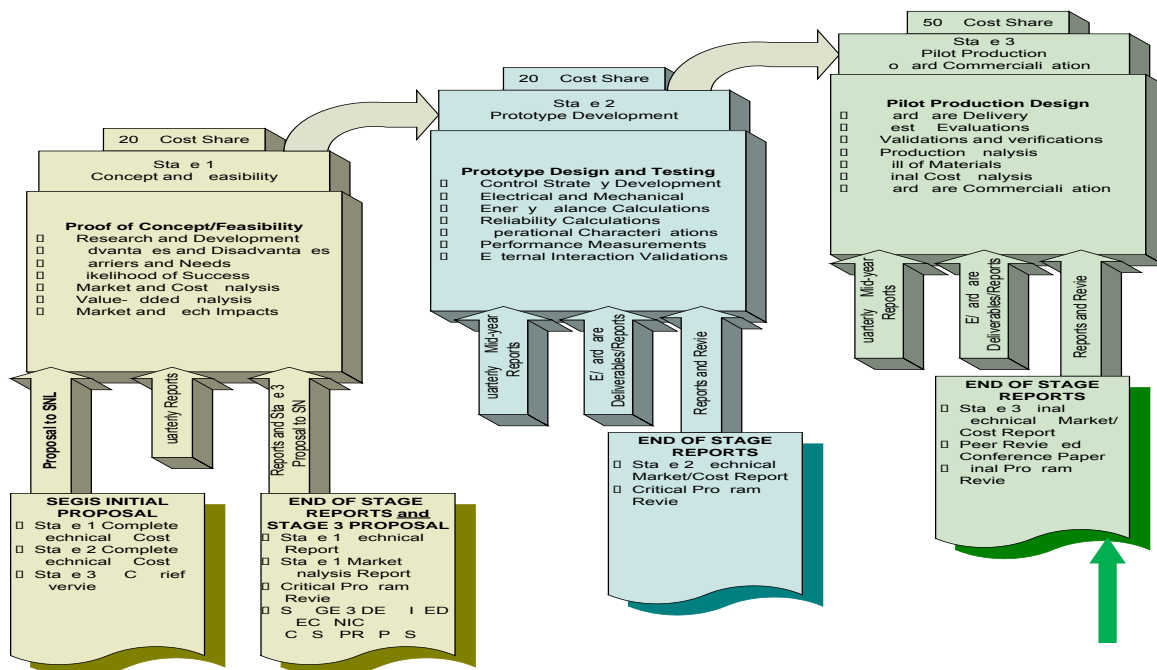 20 Cost Share
Sta e 1
Concept and easibility
Proof of Concept/Feasibility
Research and Development
dvanta es and Disadvanta es
arriers and Needs
ikelihood of Success
Market and Cost nalysis
Value- dded nalysis
Market and ech Impacts
Proposal to SNL
uarterly Reports
Reports and Sta e 3
Proposal to SN
SEGIS INITIAL
PROPOSAL
Sta e 1 Complete
echnical Cost
Sta e 2 Complete
echnical Cost
Sta e 3 C rief
vervie
END OF STAGE
REPORTS and
STAGE 3 PROPOSAL
Sta e 1 echnical
Report
Sta e 1 Market
nalysis Report
Critical Pro ram
Revie
S GE 3 DE I ED
EC NIC
C S PR P S
20 Cost Share
Sta e 2
Prototype Development
Prototype Design and Testing
Control Strate y Development
Electrical and Mechanical
Ener y alance Calculations
Reliability Calculations
perational Characteri ations
Performance Measurements
E ternal Interaction Validations
uarterly Mid-year
Reports
E/ ard are
Deliverables/Reports
Reports and Revie
END OF STAGE
REPORTS
Sta e 2 echnical
Market/Cost Report
Critical Pro ram
Revie
50 Cost Share
Sta e 3
Pilot Production
o ard Commerciali ation
Pilot Production Design
ard are Delivery
est Evaluations
Validations and verifications
Production nalysis
ill of Materials
inal Cost nalysis
ard are Commerciali ation
uarterly Mid-year
Reports
E/ ard are
Deliverables/Reports
Reports and Revie
END OF STAGE
REPORTS
Sta e 3 inal
echnical Market/
Cost Report
Peer Revie ed
Conference Paper
inal Pro ram
Revie